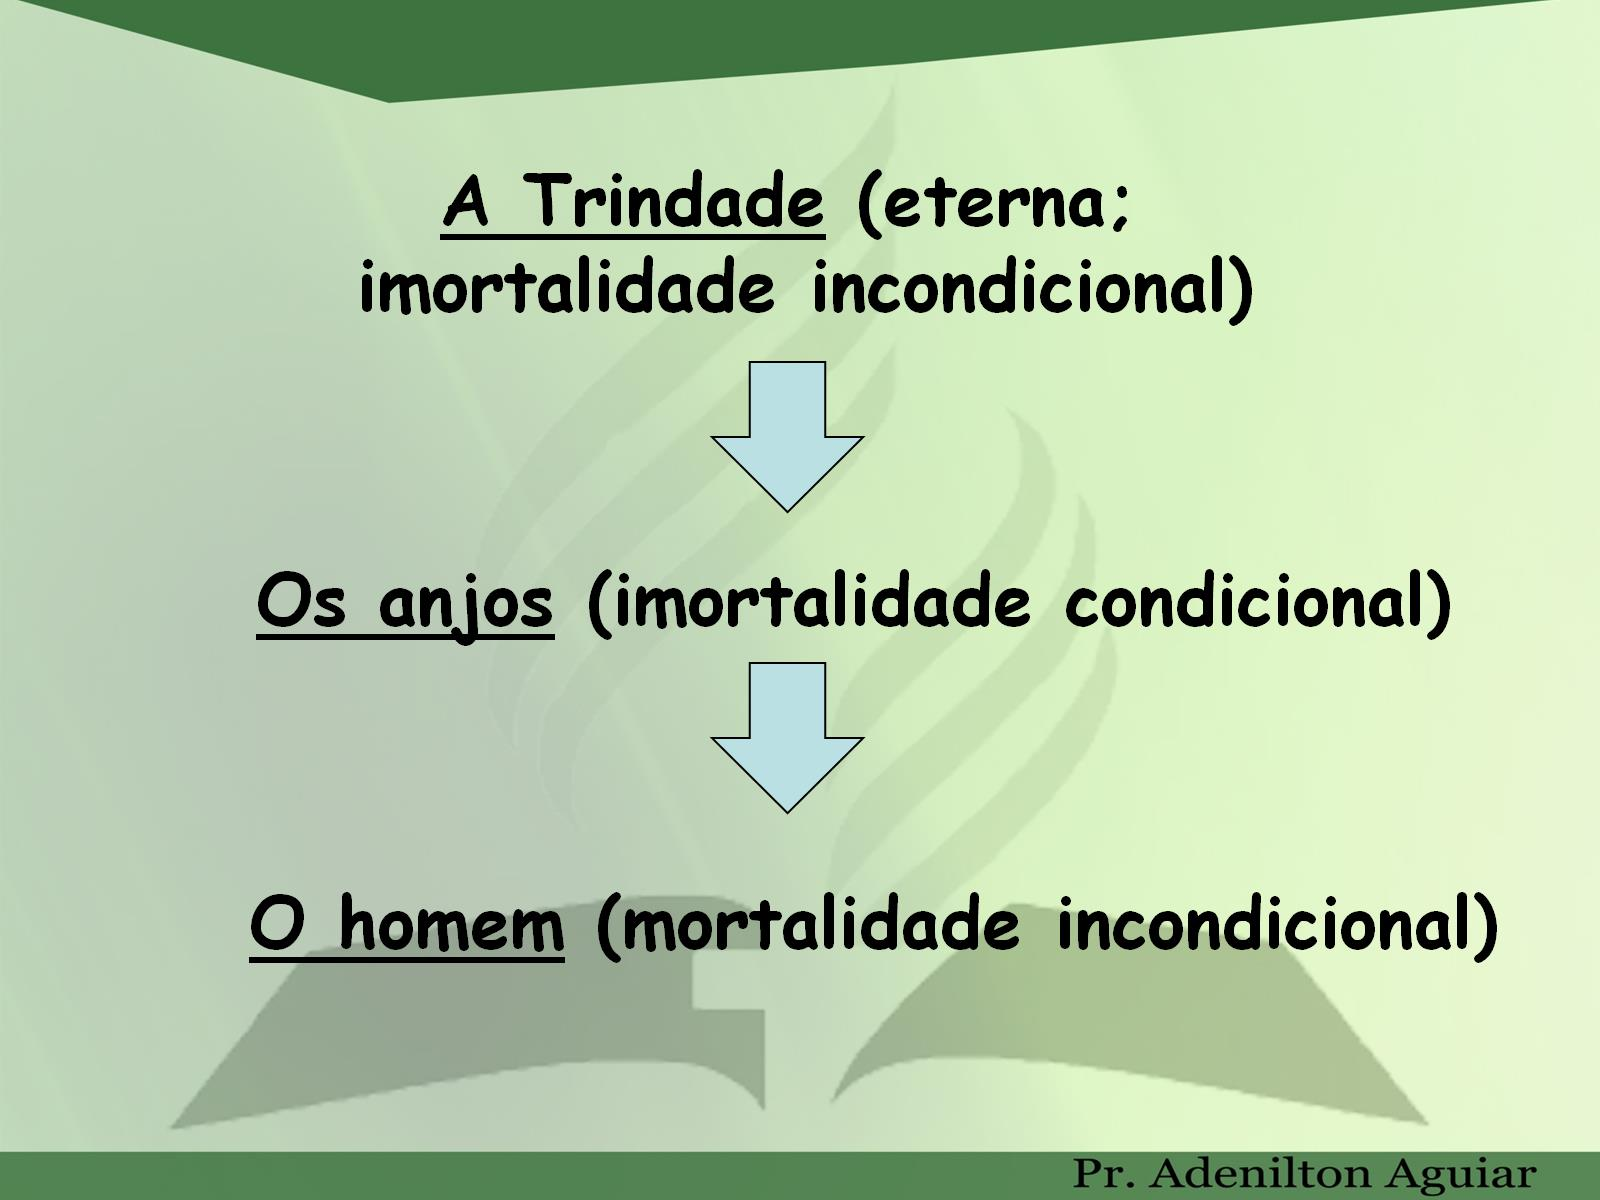 A Trindade (eterna;
imortalidade incondicional)
Os anjos (imortalidade condicional)
O homem (mortalidade incondicional)
Pr. Adenilton Aguiar